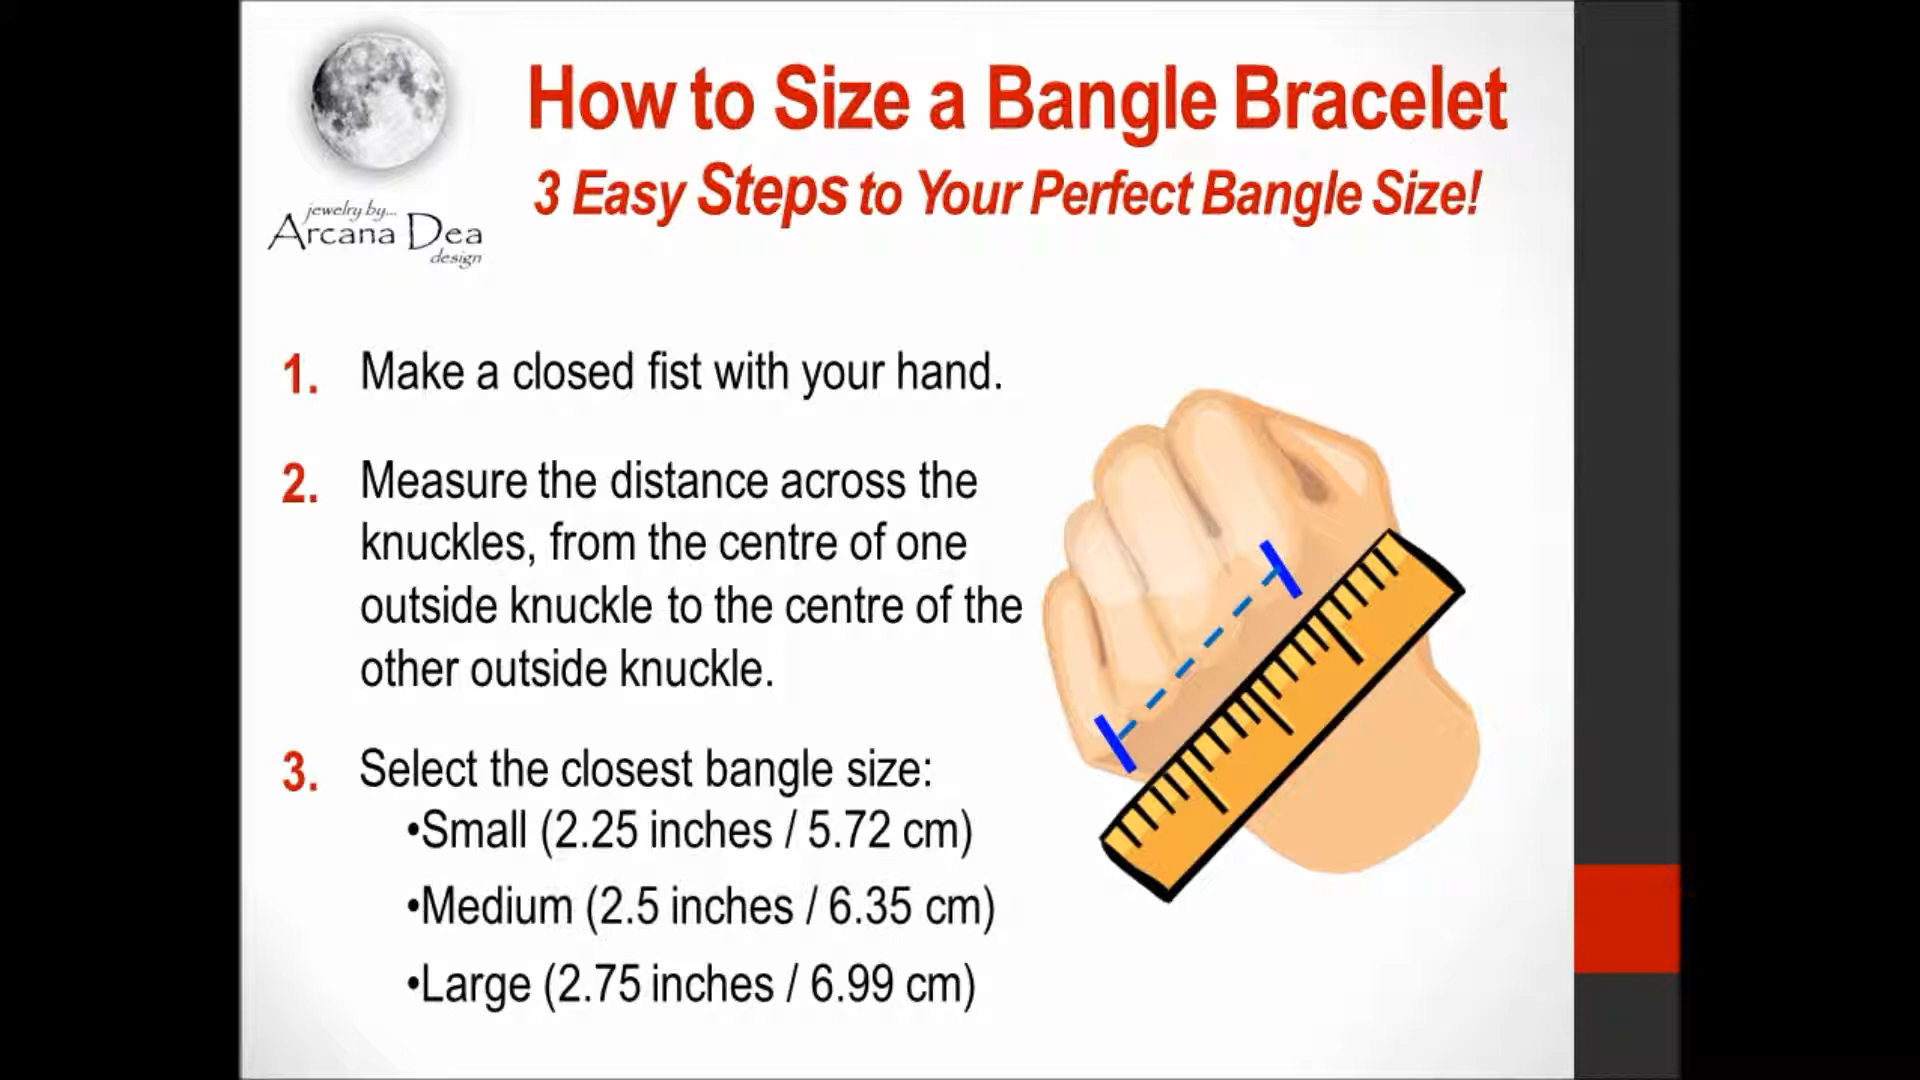 How to Size a Bangle Bracelet
3 Easy Steps to Your Perfect Bangle Size!
jewelry by...
Arcana Dea
design
1. Make a closed fist with your hand.
2. Measure the distance across the
knuckles, from the centre of one
outside knuckle to the centre of the
other outside knuckle.
3. Select the closest bangle size:
•Small (2.25 inches / 5.72 cm)
•Medium (2.5 inches / 6.35 cm)
•Large (2.75 inches / 6.99 cm)